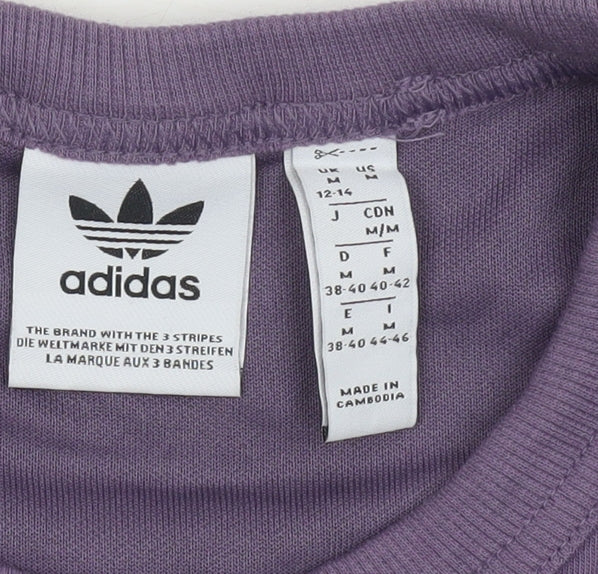 adidas
THE BRAND WITH THE 3 STRIPES
DIE WELTMARKE MIT DEN 3 STREIFEN
LA MARQUE AUX 3 BANDES
UK US
M M
12-14
J CDN
M/M
D F
M M
38-40 40-42
E I
M M
38-40 44-46
MADE IN
CAMBODIA